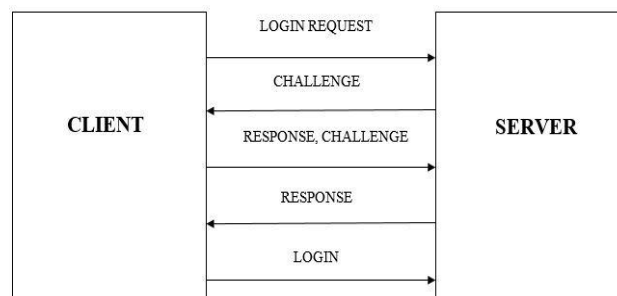 LOGIN REQUEST
CHALLENGE
CLIENT
RESPONSE, CHALLENGE
SERVER
RESPONSE
LOGIN